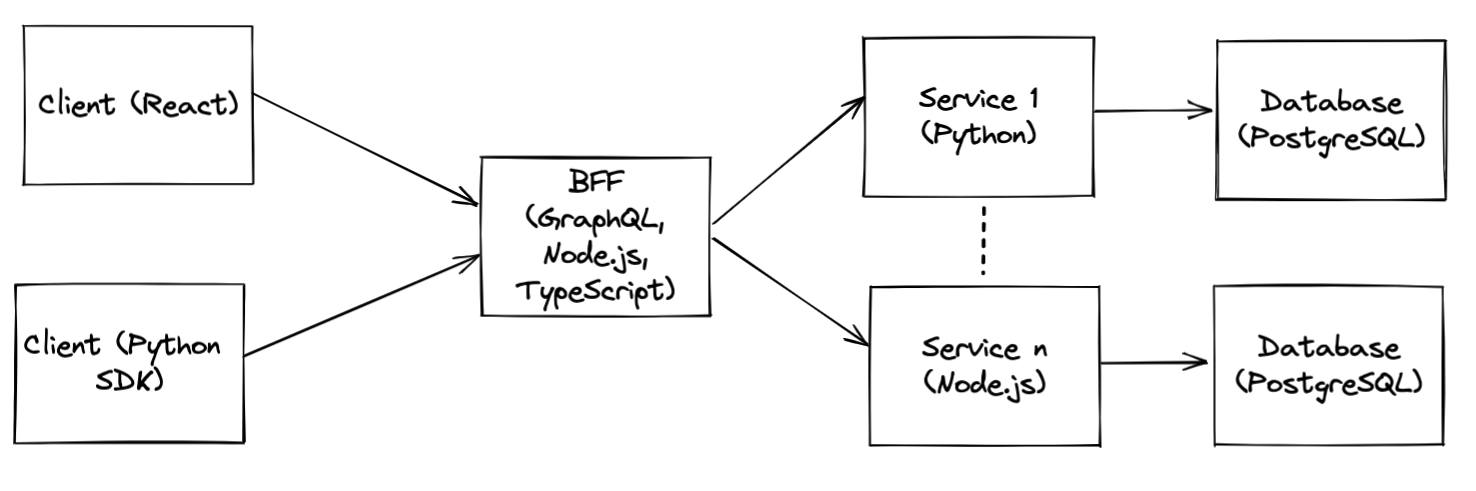 Client (React)
Client (Python
SDK)
BFF
(GraphQL,
Node.js,
TypeScript)
Service 1
(Python)
Database
(PostgreSQL)
Service n
(Node.js)
Database
(PostgreSQL)